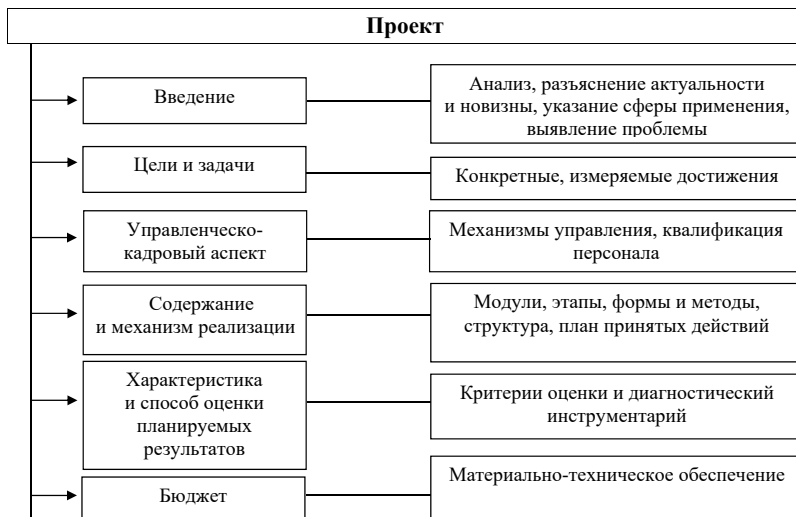 Проект
Введение
Анализ, разъяснение актуальности
и новизны, указание сферы применения,
выявление проблемы
Цели и задачи
Конкретные, измеряемые достижения
Управленческо-
кадровый аспект
Механизмы управления, квалификация
персонала
Содержание
и механизм реализации
Модули, этапы, формы и методы,
структура, план принятых действий
Характеристика
и способ оценки
планируемых
результатов
Критерии оценки и диагностический
инструментарий
Бюджет
Материально-техническое обеспечение